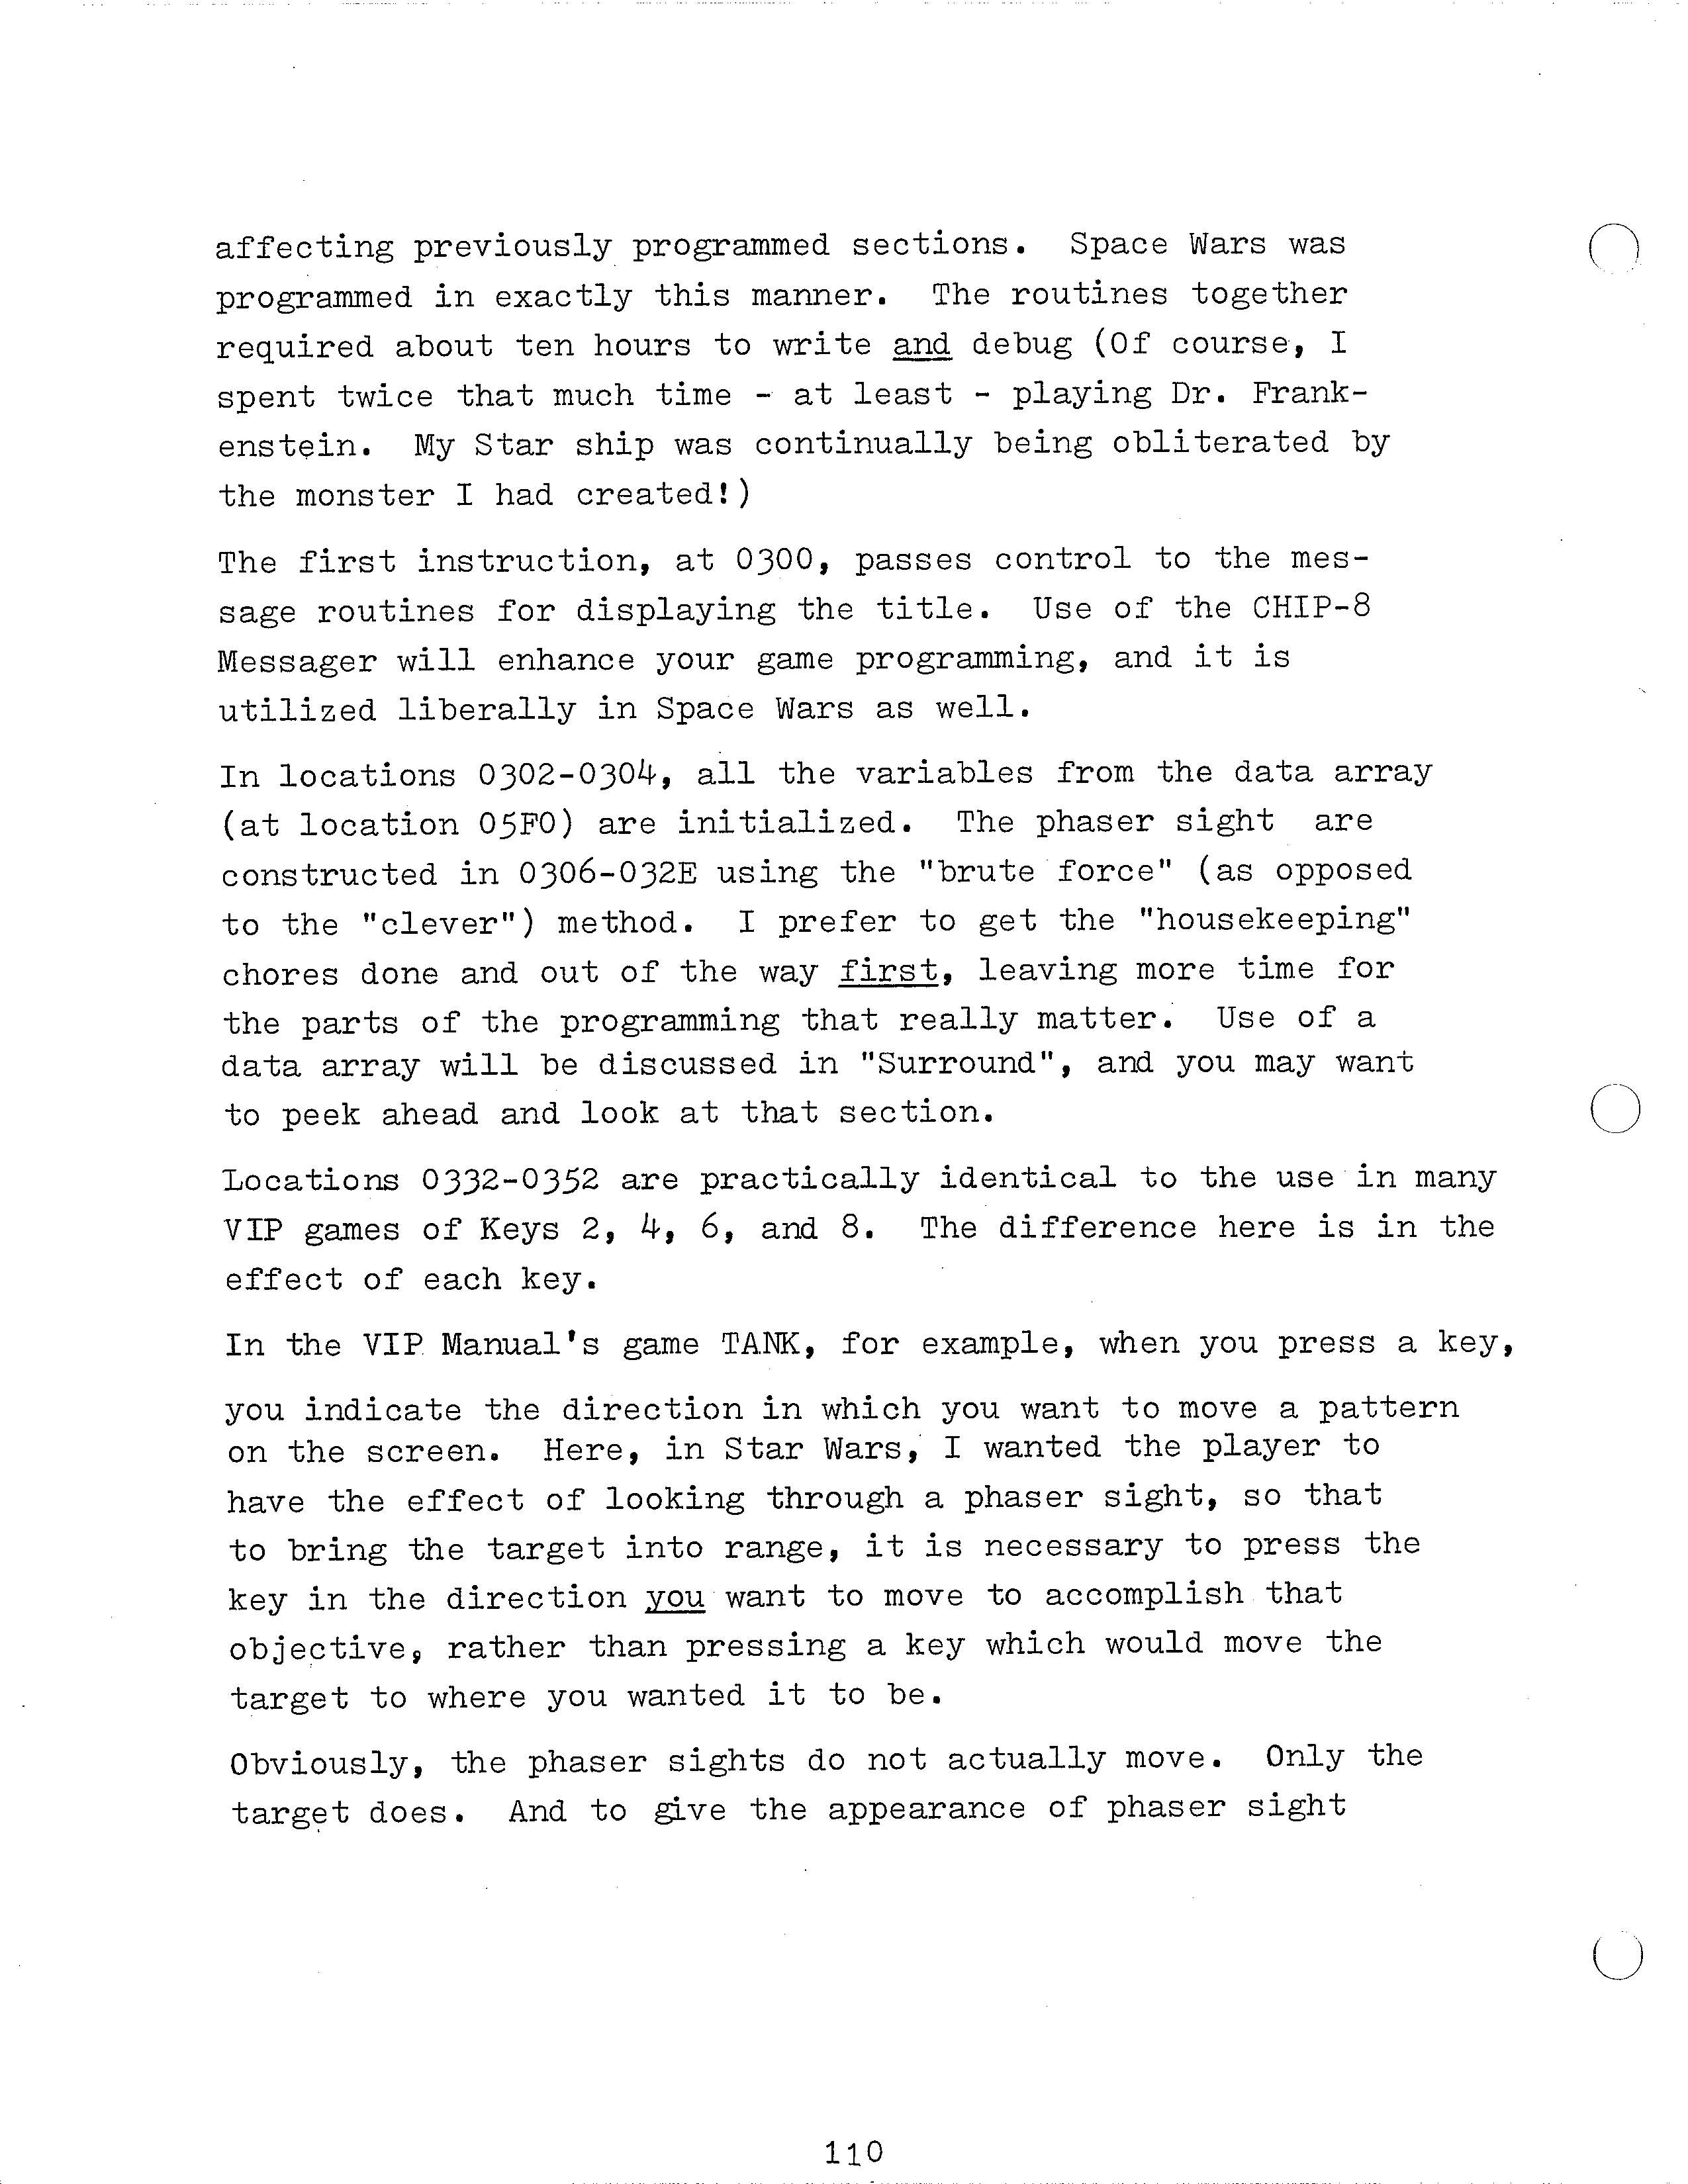 affecting previously programmed sections.  Space Wars was
programmed in exactly this manner.  The routines together
required about ten hours to write and debug (Of course, I
spent twice that much time - at least - playing Dr. Frank-
enstein.  My Star ship was continually being obliterated by
the monster I had created!)
The first instruction, at 0300, passes control to the mes-
sage routines for displaying the title.  Use of the CHIP-8
Messager will enhance your game programming, and it is
utilized liberally in Space Wars as well.
In locations 0302-0304, all the variables from the data array
(at location 05F0) are initialized.  The phaser sight  are
constructed in 0306-032E using the "brute force" (as opposed
to the "clever") method.  I prefer to get the "housekeeping"
chores done and out of the way first, leaving more time for
the parts of the programming that really matter.  Use of a
data array will be discussed in "Surround", and you may want
to peek ahead and look at that section.
Locations 0332-0352 are practically identical to the use in many
VIP games of Keys 2, 4, 6, and 8.  The difference here is in the
effect of each key.
In the VIP Manual's game TANK, for example, when you press a key,
you indicate the direction in which you want to move a pattern
on the screen.  Here, in Star Wars, I wanted the player to
have the effect of looking through a phaser sight, so that
to bring the target into range, it is necessary to press the
key in the direction you want to move to accomplish that
objective, rather than pressing a key which would move the
target to where you wanted it to be.
Obviously, the phaser sights do not actually move.  Only the
target does.  And to give the appearance of phaser sight
110